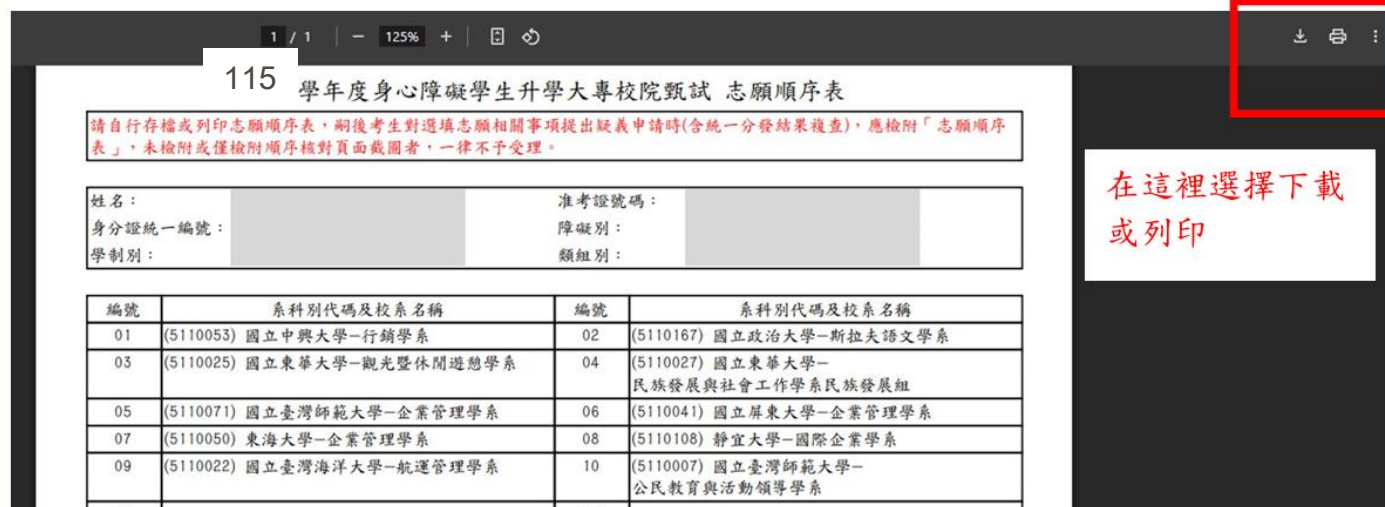 1 / 1 | − 125% + |
115 學年度身心障礙學生升學大專校院甄試 志願順序表
請自行存檔或列印志願順序表，嗣後考生對選填志願相關事項提出疑義申請時(含統一分發結果複查)，應檢附「志願順序
表」，未檢附或僅檢附順序核對頁面截圖者，一律不予受理。
在這裡選擇下載
或列印
姓名： 准考證號碼：
身分證統一編號： 障礙別：
學制別： 類組別：
編號 系科別代碼及校系名稱 編號 系科別代碼及校系名稱
01 (5110053) 國立中興大學—行銷學系 02 (5110167) 國立政治大學—斯拉夫語文學系
03 (5110025) 國立東華大學—觀光暨休閒遊憩學系 04 (5110027) 國立東華大學—
民族發展與社會工作學系民族發展組
05 (5110071) 國立臺灣師範大學—企業管理學系 06 (5110041) 國立屏東大學—企業管理學系
07 (5110050) 東海大學—企業管理學系 08 (5110108) 靜宜大學—國際企業學系
09 (5110022) 國立臺灣海洋大學—航運管理學系 10 (5110007) 國立臺灣師範大學—
公民教育與活動領導學系